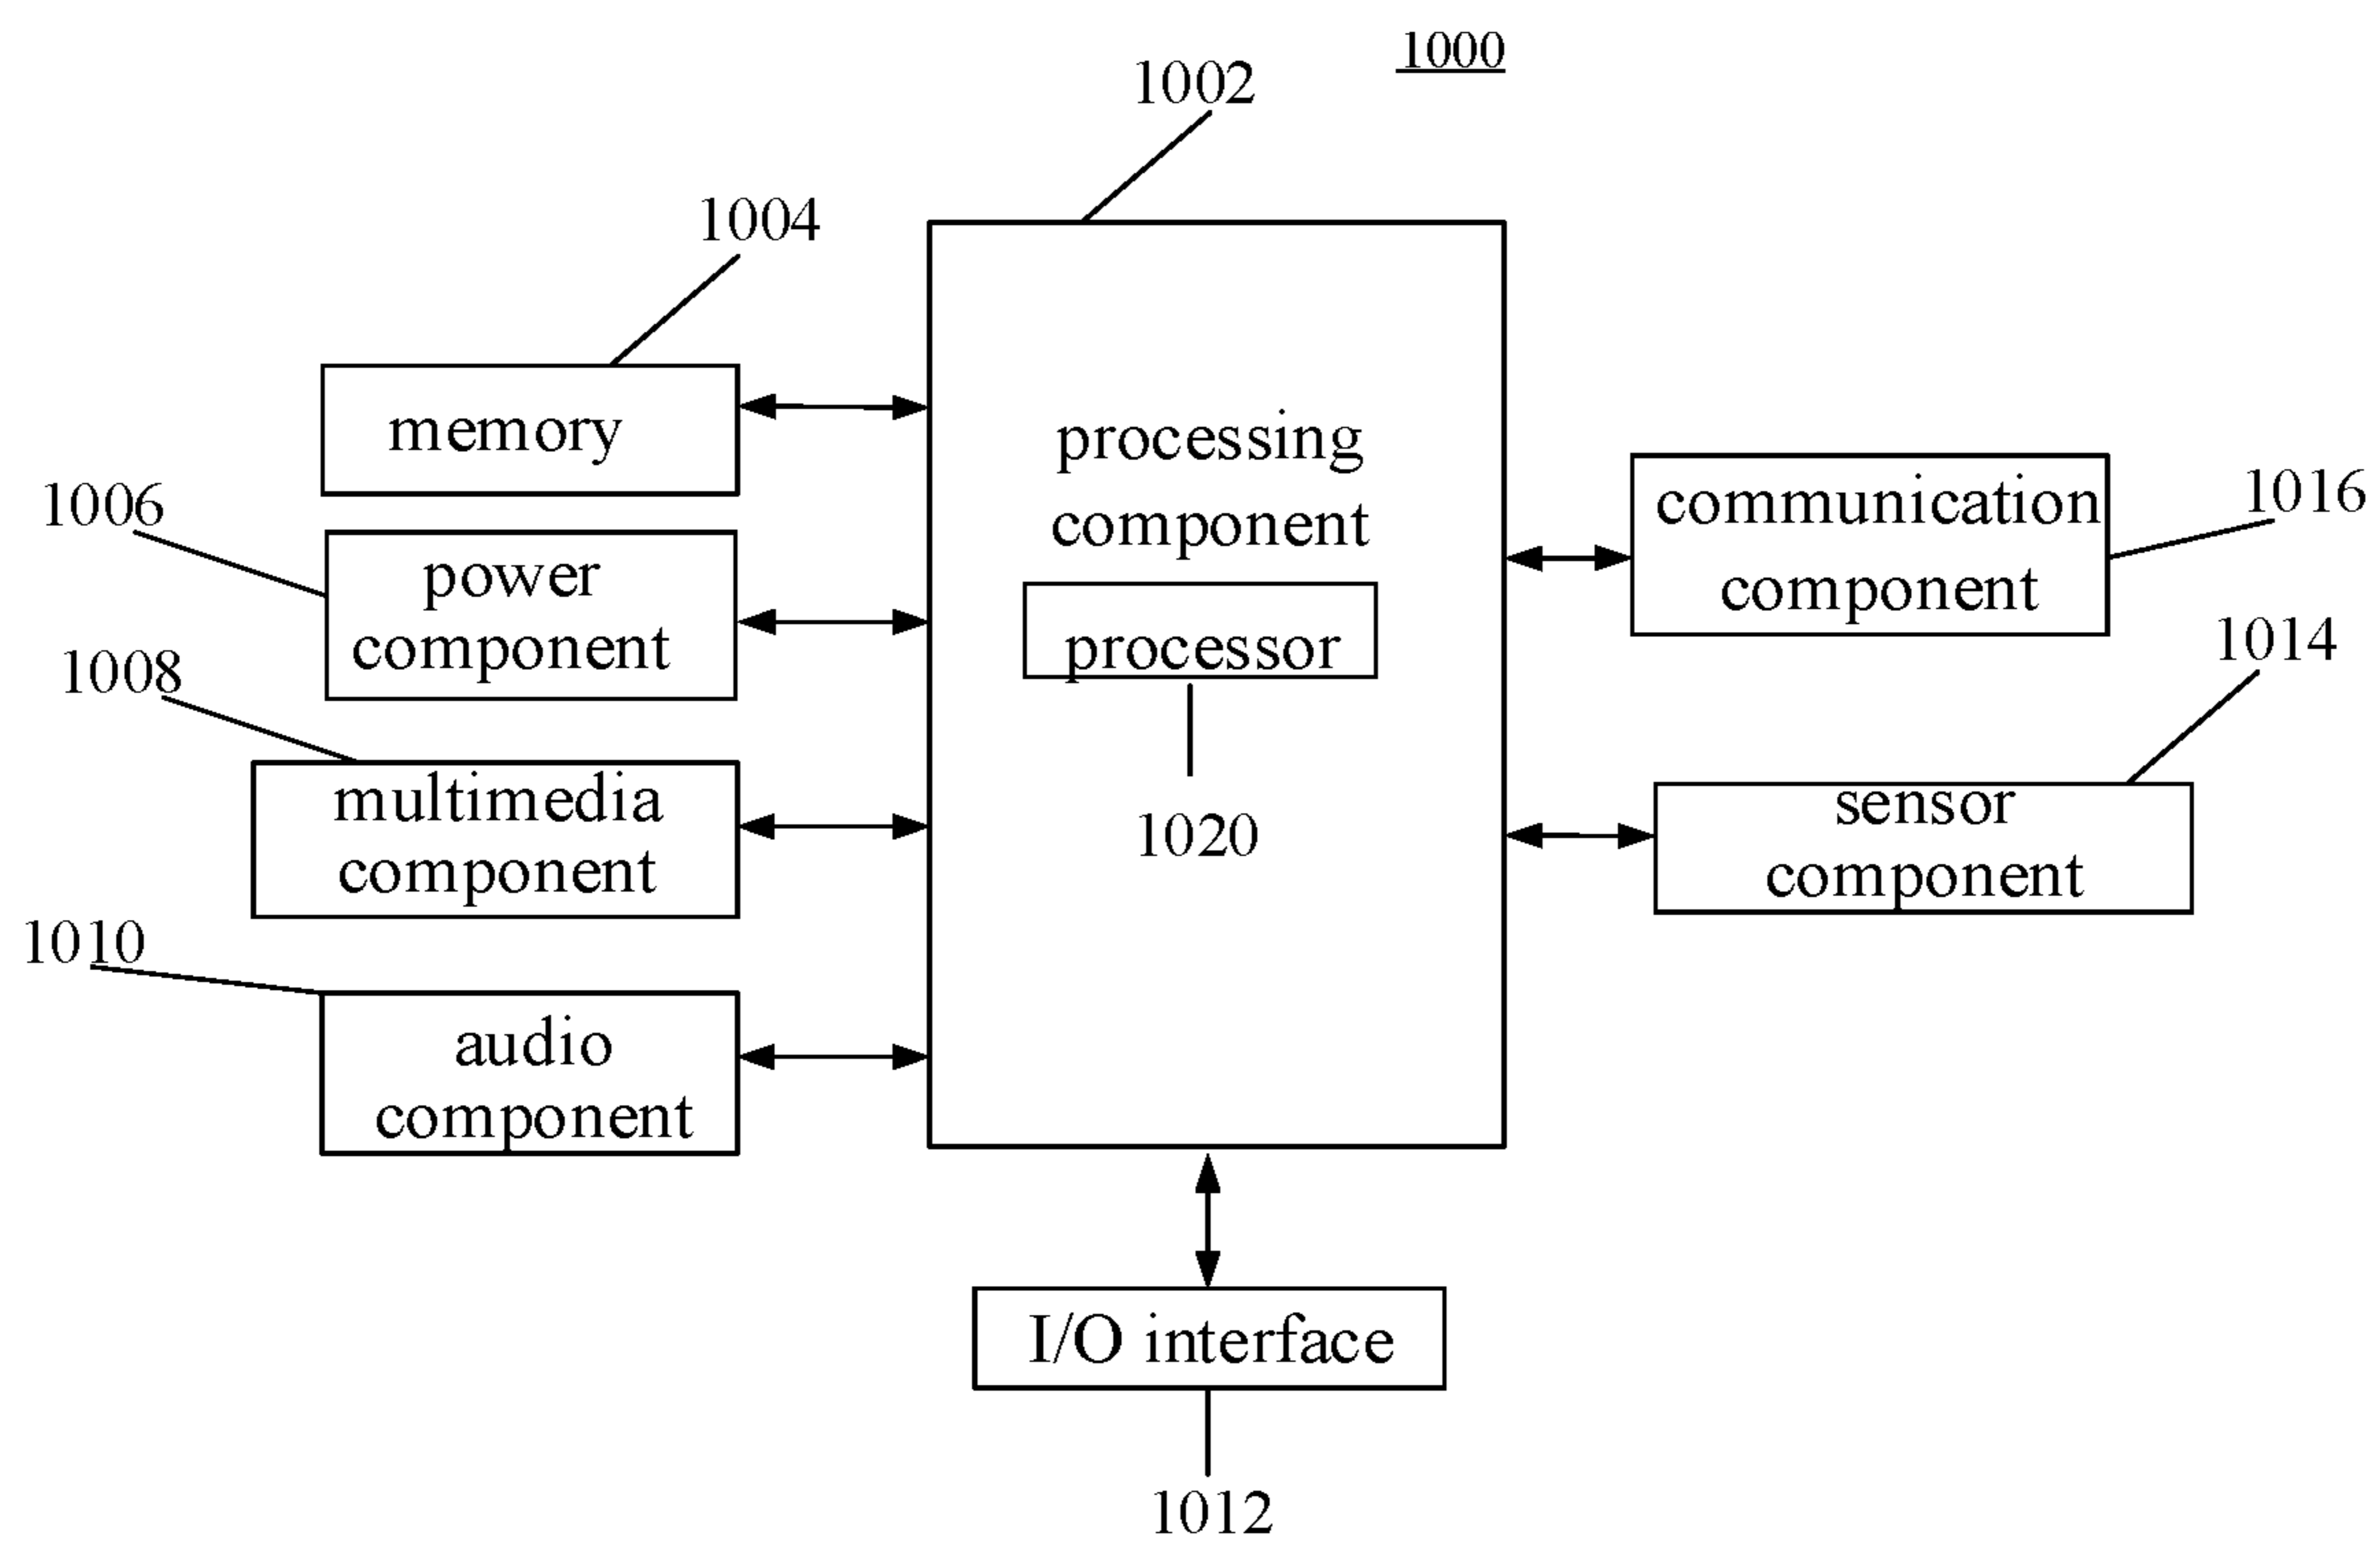 1000
1002
1004
memory
1006
power
component
1008
multimedia
component
1010
audio
component
processing
component
processor
1020
communication
component
1016
1014
sensor
component
I/O interface
1012